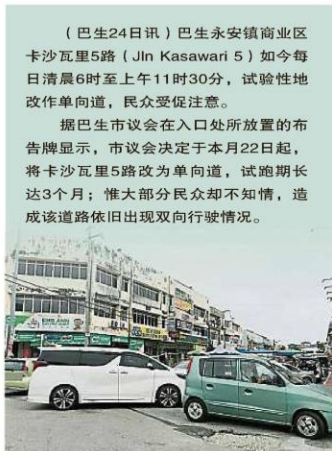 （巴生24日讯）巴生永安镇商业区
卡沙瓦里5路（Jln Kasawari 5）如今每
日清晨6时至上午11时30分，试验性地
改作单向道，民众受促注意。
据巴生市议会在入口处所放置的布
告牌显示，市议会决定于本月22日起，
将卡沙瓦里5路改为单向道，试跑期长
达3个月；惟大部分民众却不知情，造
成该道路依旧出现双向行驶情况。